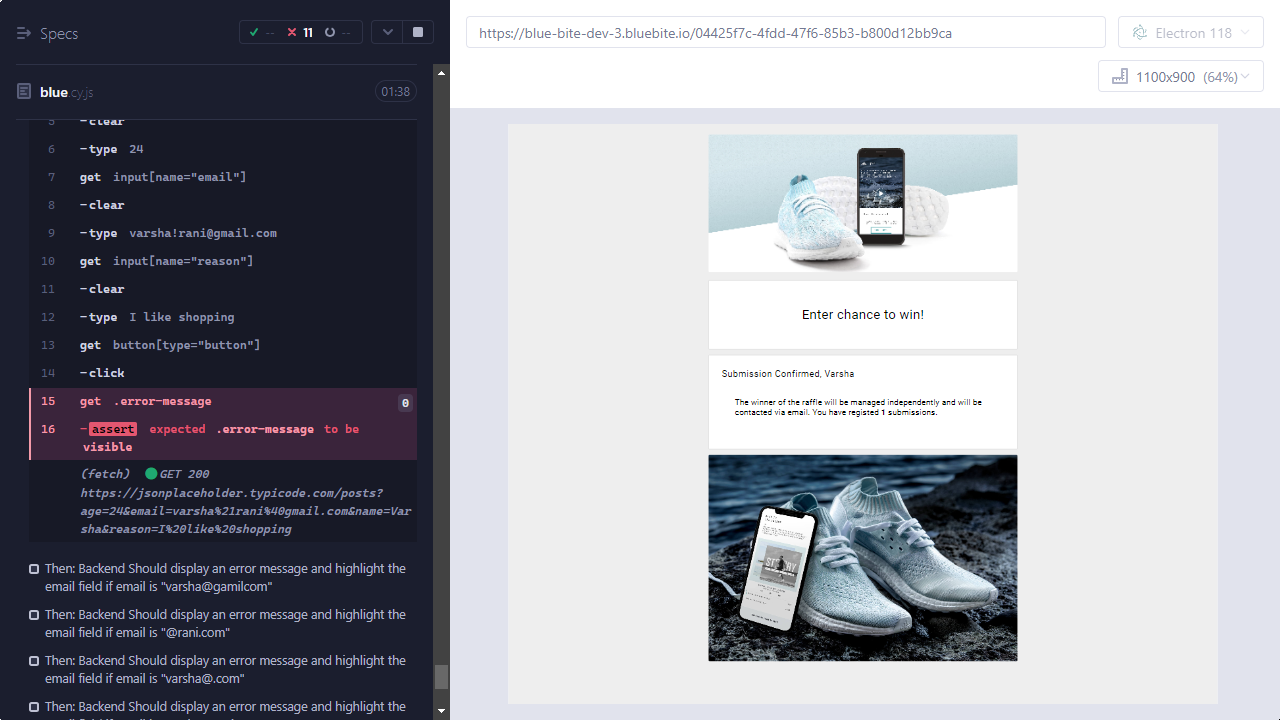 Specs
-- 11 --
blue.cy.js
01:38
5 -clear
6 -type 24
7 get input[name="email"]
8 -clear
9 -type varsha!rani@gmail.com
10 get input[name="reason"]
11 -clear
12 -type I like shopping
13 get button[type="button"]
14 -click
15 get .error-message 0
16 -assert expected .error-message to be
visible
(fetch) GET 200
https://jsonplaceholder.typicode.com/posts?
age=24&email=varsha%21rani%40gmail.com&name=Var
sha&reason=I%20like%20shopping
Then: Backend Should display an error message and highlight the
email field if email is "varsha@gamilcom"
Then: Backend Should display an error message and highlight the
email field if email is "@rani.com"
Then: Backend Should display an error message and highlight the
email field if email is "varsha@.com"
Then: Backend Should display an error message and highlight the
https://blue-bite-dev-3.bluebite.io/04425f7c-4fdd-47f6-85b3-b800d12bb9ca
Electron 118
1100x900 (64%)
Enter chance to win!
Submission Confirmed, Varsha
The winner of the raffle will be managed independently and will be
contacted via email. You have registed 1 submissions.